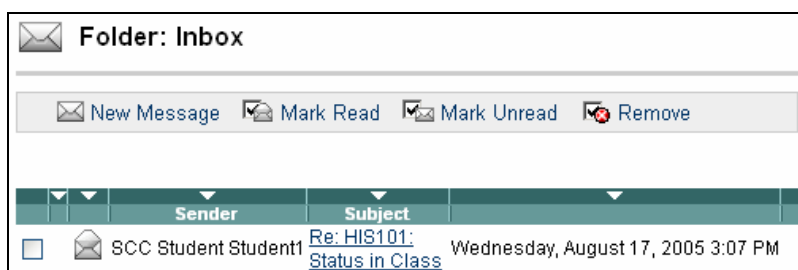 Folder: Inbox
New Message Mark Read Mark Unread Remove
Sender Subject
SCC Student Student1 Re: HIS101: Status in Class Wednesday, August 17, 2005 3:07 PM